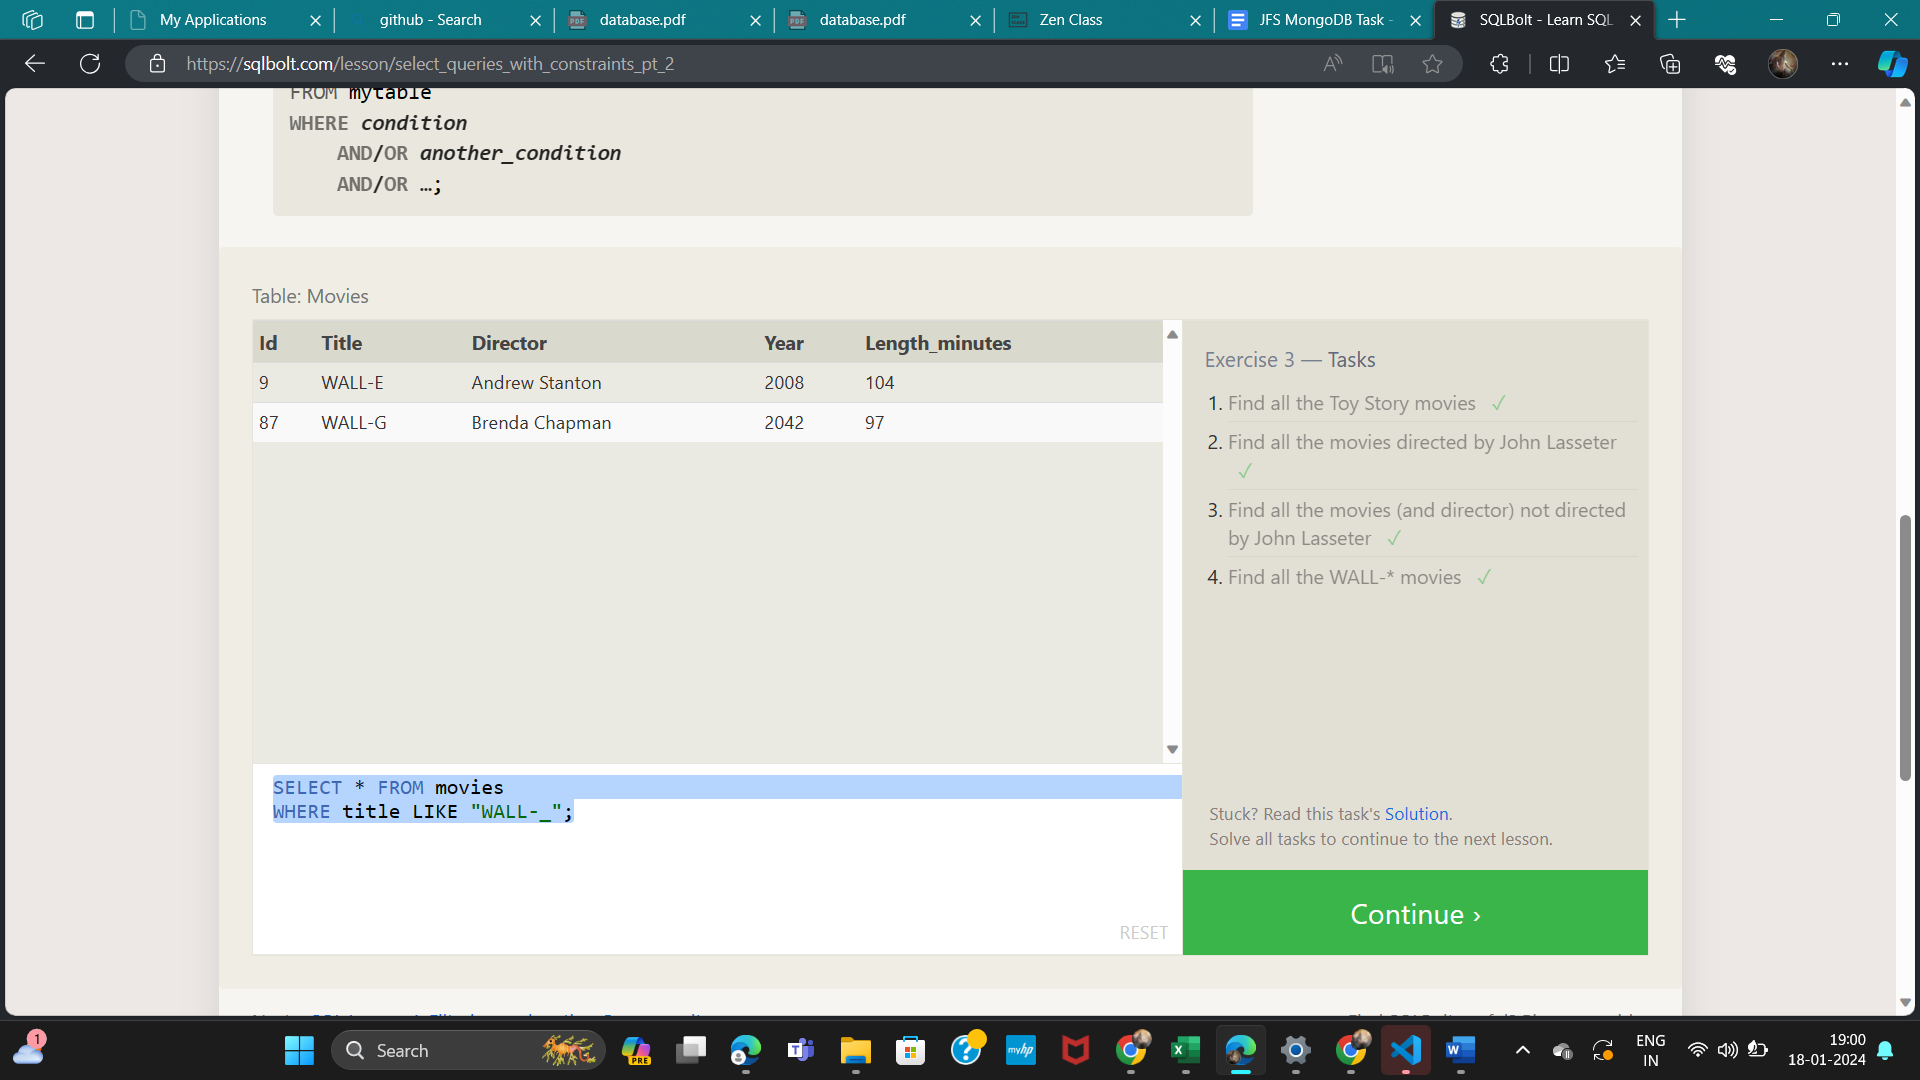 My Applications
github - Search
database.pdf
database.pdf
Zen Class
JFS MongoDB Task -
SQLBolt - Learn SQL
https://sqlbolt.com/lesson/select_queries_with_constraints_pt_2
FROM mytable
WHERE condition
AND/OR another_condition
AND/OR …;
Table: Movies
Id Title Director Year Length_minutes
9 WALL-E Andrew Stanton 2008 104
87 WALL-G Brenda Chapman 2042 97
Exercise 3 — Tasks
1. Find all the Toy Story movies ✓
2. Find all the movies directed by John Lasseter
✓
3. Find all the movies (and director) not directed
by John Lasseter ✓
4. Find all the WALL-* movies ✓
SELECT * FROM movies
WHERE title LIKE "WALL-_";
RESET
Stuck? Read this task's Solution.
Solve all tasks to continue to the next lesson.
Continue ›
1
Search
PRE
myhp
ENG
IN
19:00
18-01-2024